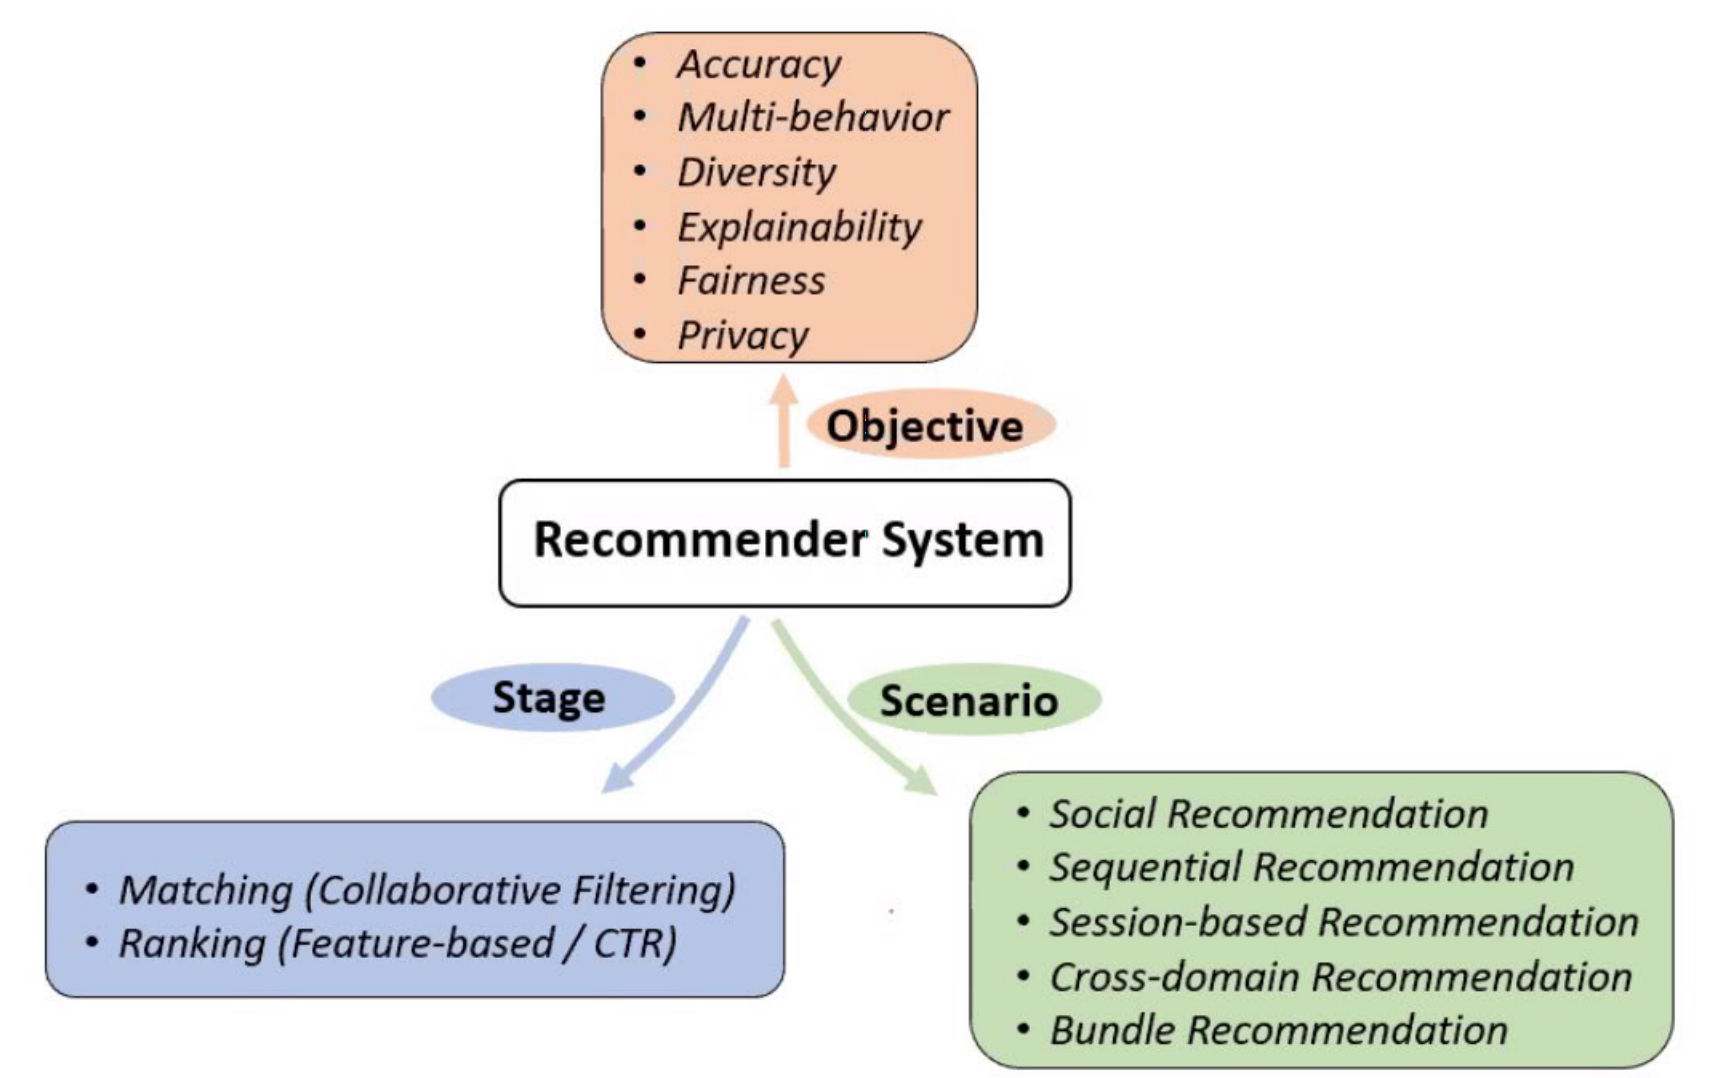 • Accuracy
• Multi-behavior
• Diversity
• Explainability
• Fairness
• Privacy
Objective
Recommender System
Stage
Scenario
• Matching (Collaborative Filtering)
• Ranking (Feature-based / CTR)
• Social Recommendation
• Sequential Recommendation
• Session-based Recommendation
• Cross-domain Recommendation
• Bundle Recommendation